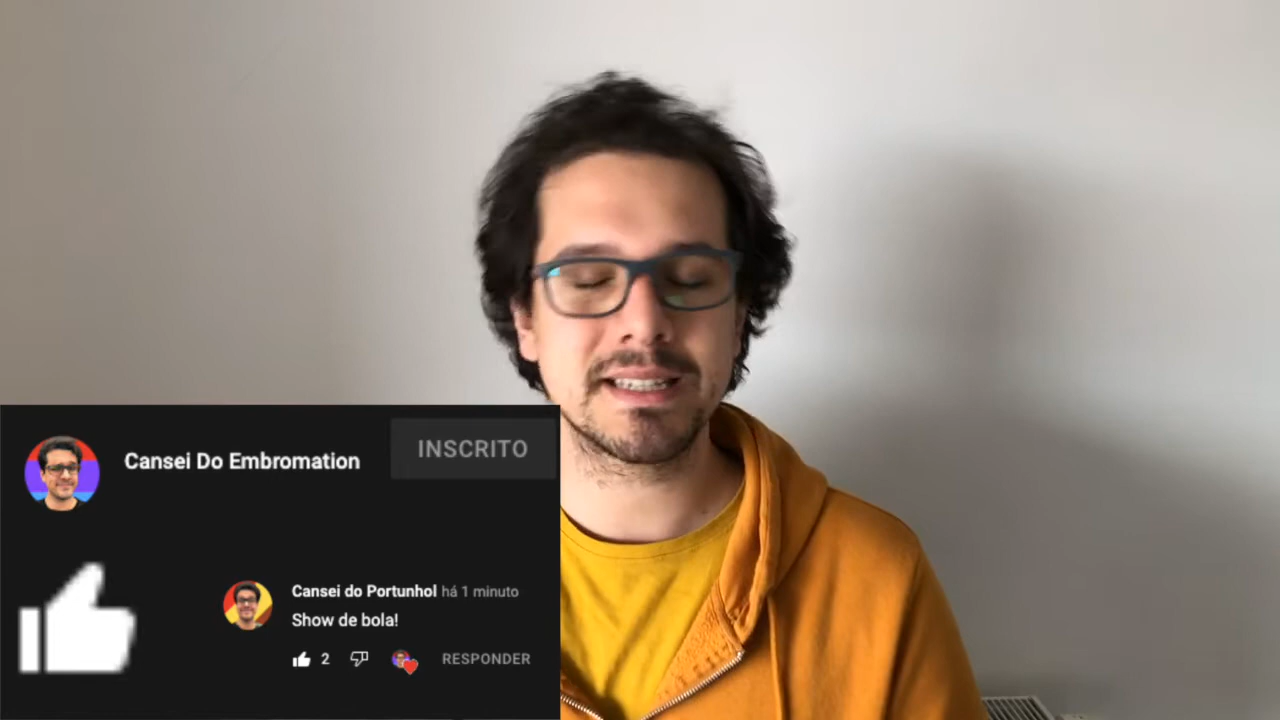 Cansei Do Embromation
INSCRITO
Cansei do Portunhol há 1 minuto
Show de bola!
2
RESPONDER